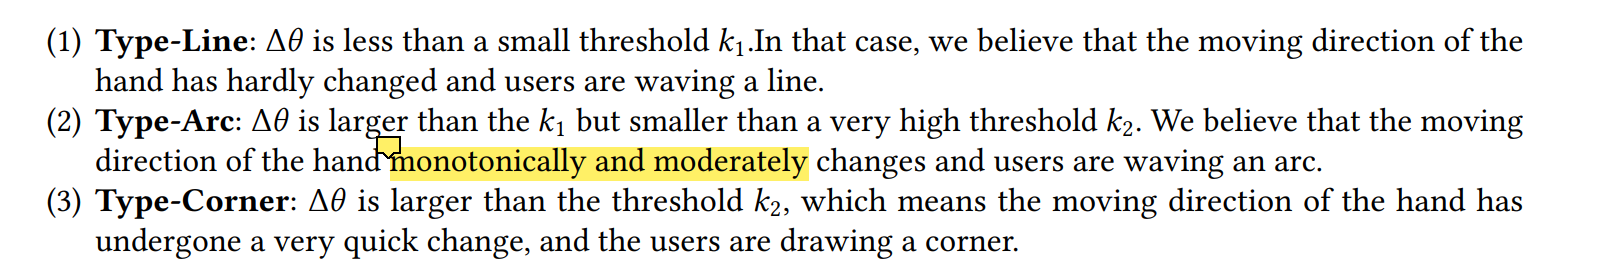 (1) Type-Line: Δθ is less than a small threshold k₁.In that case, we believe that the moving direction of the
hand has hardly changed and users are waving a line.
(2) Type-Arc: Δθ is larger than the k₁ but smaller than a very high threshold k₂. We believe that the moving
direction of the hand monotonically and moderately changes and users are waving an arc.
(3) Type-Corner: Δθ is larger than the threshold k₂, which means the moving direction of the hand has
undergone a very quick change, and the users are drawing a corner.